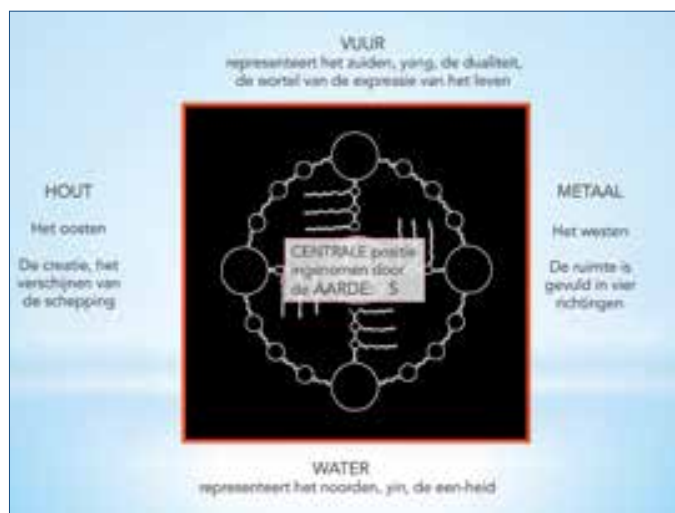 VUUR
representeert het zuiden, yang, de dualiteit,
de wortel van de expressie van het leven
HOUT
Het oosten
De creatie, het
verschijnen van
de schepping
CENTRALE positie
ingenomen door
de AARDE: 5
METAAL
Het westen
De ruimte is
gevuld in vier
richtingen
WATER
representeert het noorden, yin, de een-heid